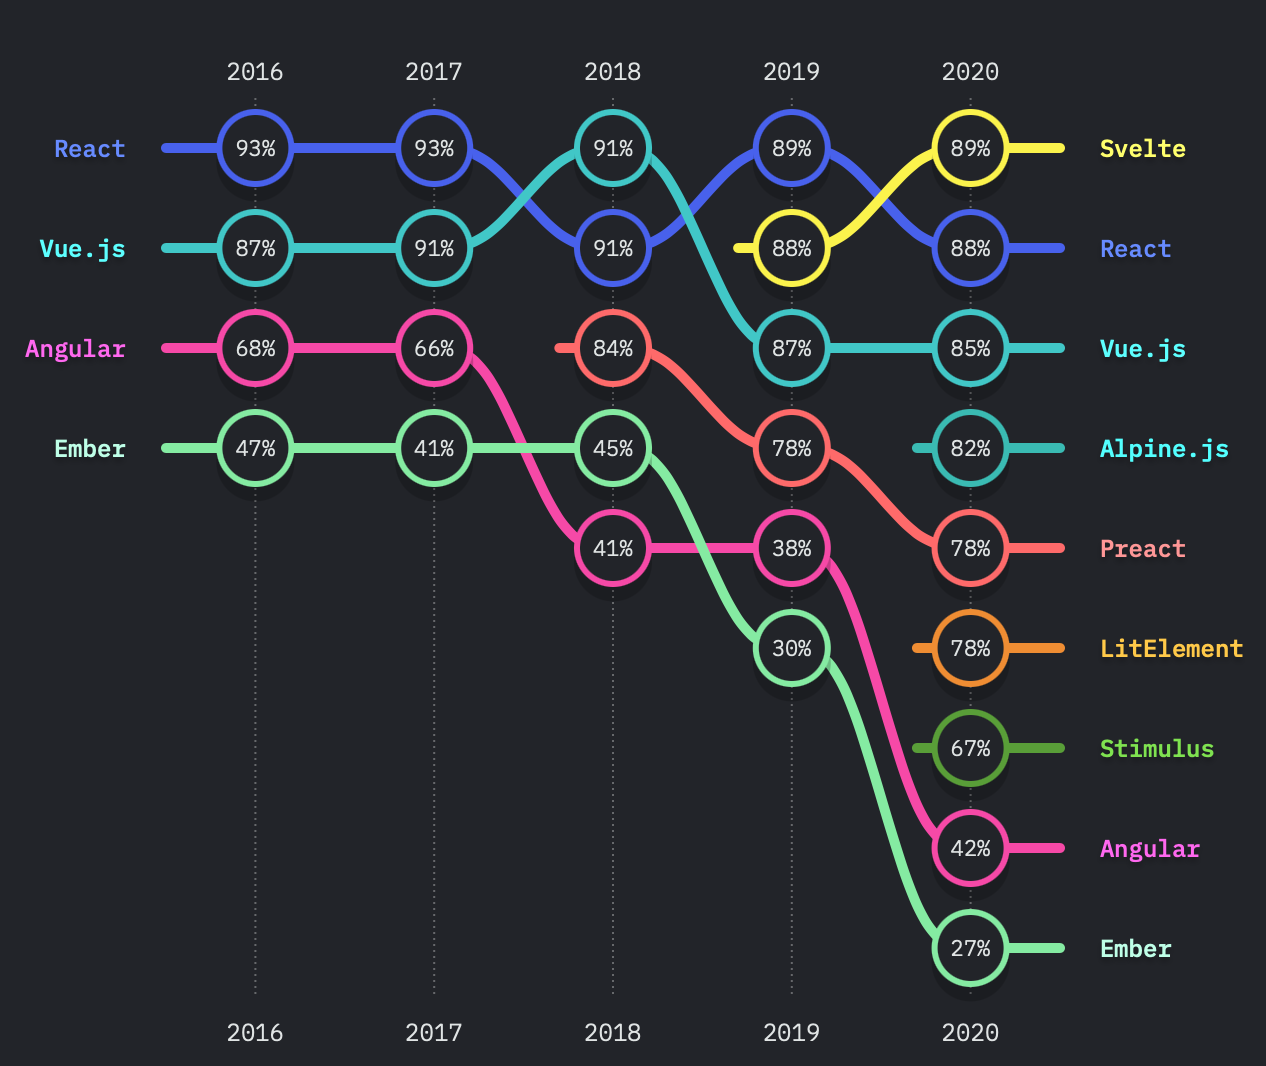 2016 2017 2018 2019 2020
React 93% 93% 91% 89% 89% Svelte
Vue.js 87% 91% 91% 88% 88% React
Angular 68% 66% 84% 87% 85% Vue.js
Ember 47% 41% 45% 78% 82% Alpine.js
41% 38% 78% Preact
30% 78% LitElement
67% Stimulus
42% Angular
27% Ember
2016 2017 2018 2019 2020